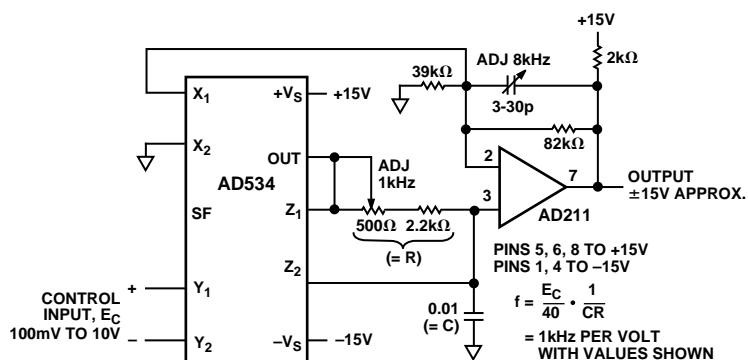 +15V
39kΩ
ADJ 8kHz
2kΩ
3-30p
X1
+VS
+15V
X2
82kΩ
OUT
ADJ
1kHz
2
7
OUTPUT
±15V APPROX.
AD534
3
AD211
SF
Z1
500Ω
2.2kΩ
(= R)
PINS 5, 6, 8 TO +15V
PINS 1, 4 TO –15V
Z2
CONTROL
INPUT, EC
100mV TO 10V
+
Y1
–
Y2
0.01
(= C)
–VS
–15V
f = EC/40 • 1/CR
= 1kHz PER VOLT
WITH VALUES SHOWN